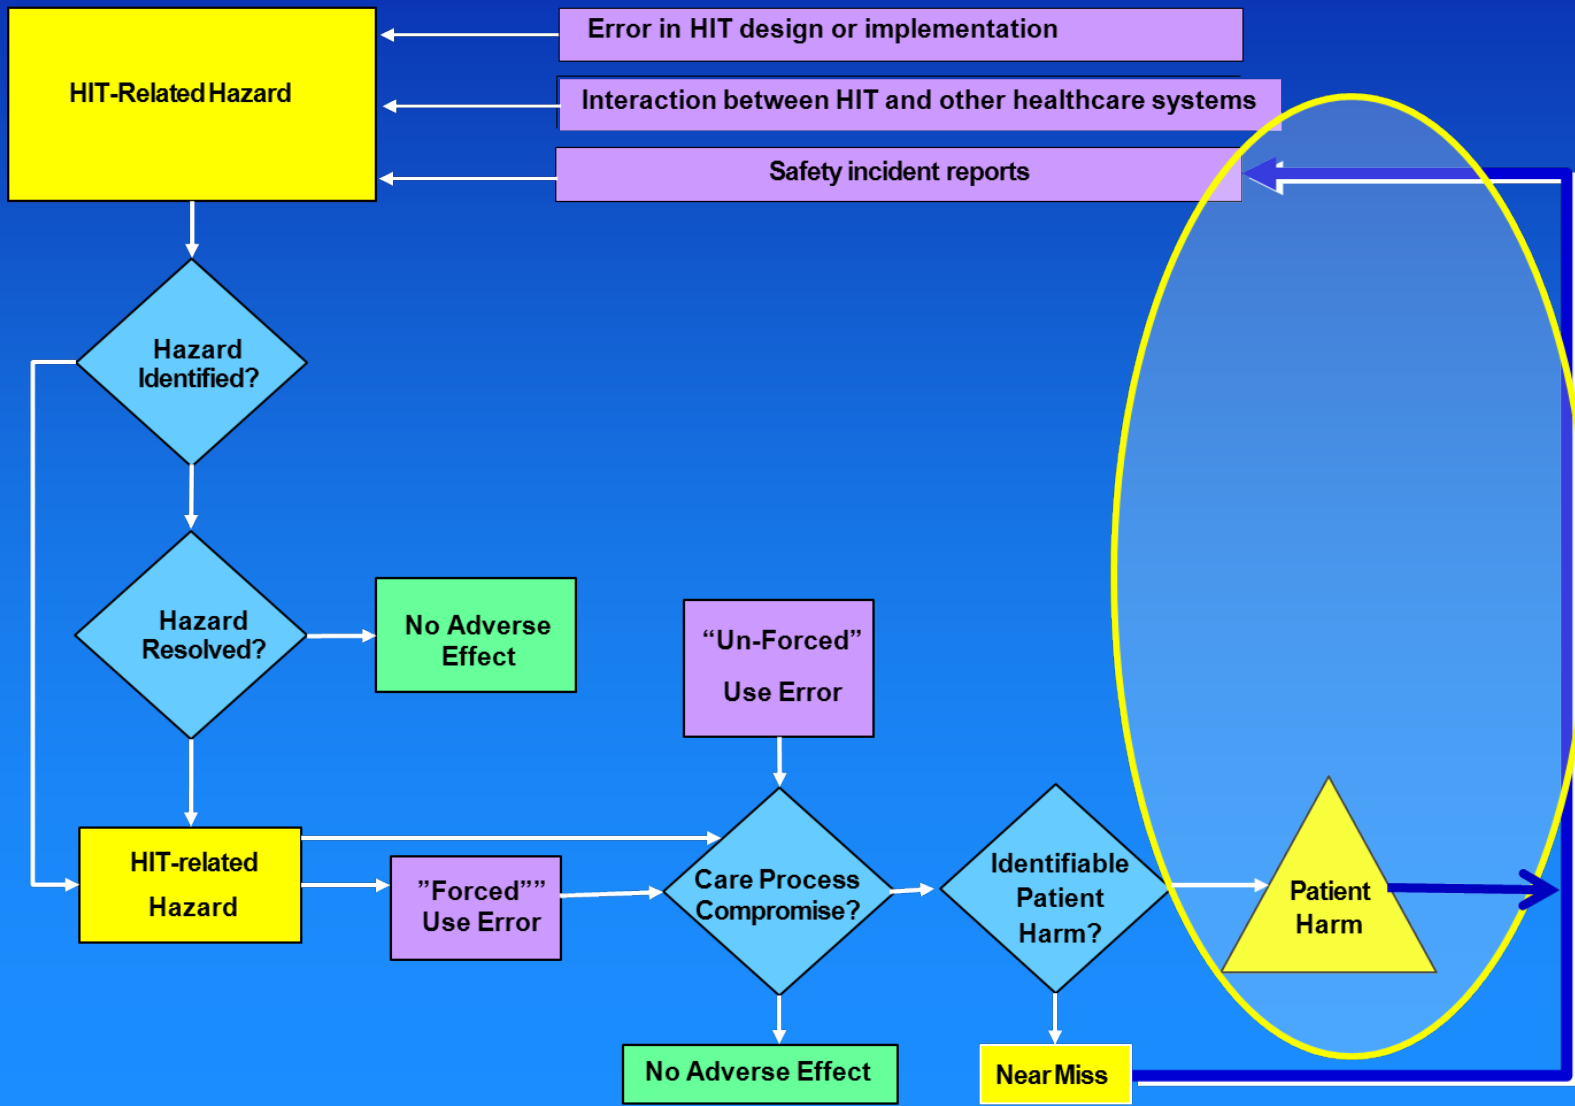 Error in HIT design or implementation
HIT-Related Hazard
Interaction between HIT and other healthcare systems
Safety incident reports
Hazard
Identified?
Hazard
Resolved?
No Adverse
Effect
“Un-Forced”
Use Error
HIT-related
Hazard
”Forced””
Use Error
Care Process
Compromise?
Identifiable
Patient
Harm?
Patient
Harm
No Adverse Effect
Near Miss